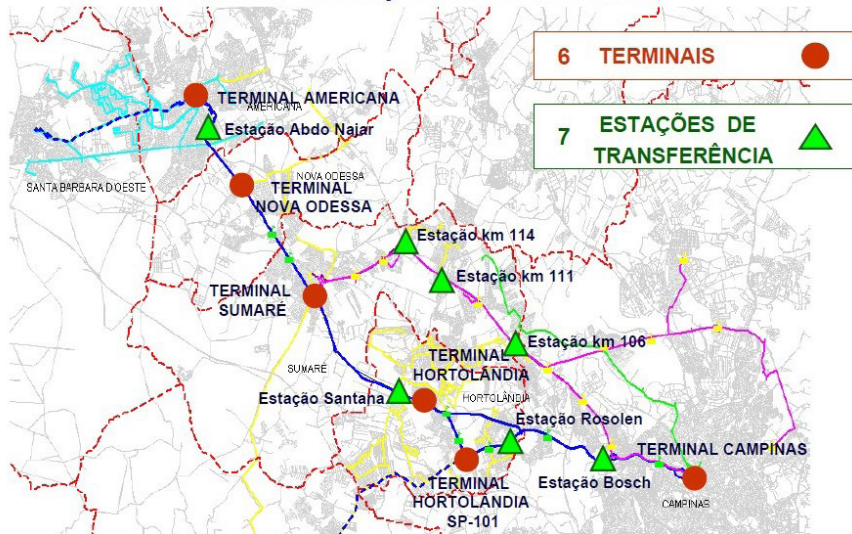 6 TERMINAIS
7 ESTAÇÕES DE
TRANSFERÊNCIA
TERMINAL AMERICANA
AMERICANA
Estação Abdo Najar
SANTA BARBARA D'OESTE
NOVA ODESSA
TERMINAL
NOVA ODESSA
Estação km 114
Estação km 111
TERMINAL
SUMARÉ
Estação km 106
SUMARÉ
TERMINAL
HORTOLÂNDIA
HORTOLÂNDIA
Estação Santana
Estação Rosolen
TERMINAL CAMPINAS
TERMINAL
HORTOLÂNDIA
SP-101
Estação Bosch
CAMPINAS